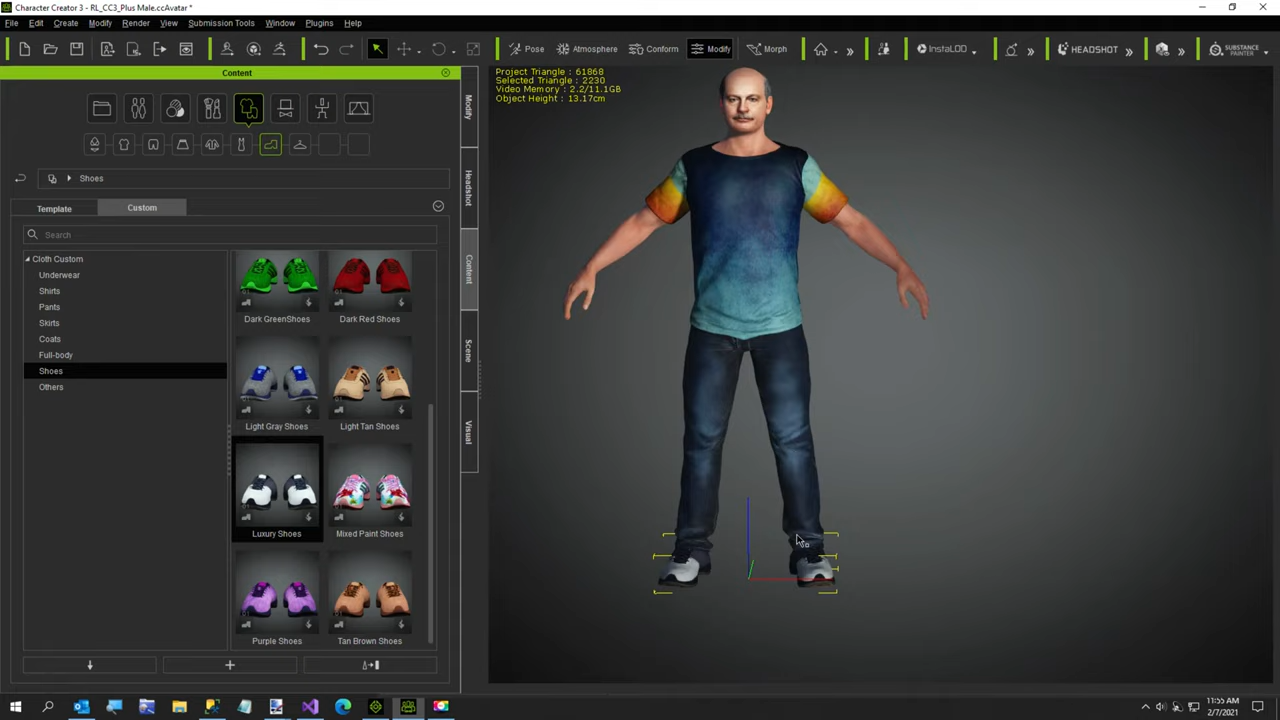 Character Creator 3 - RL_CC3_Plus Male.ccAvatar *
File Edit Create Modify Render View Submission Tools Window Plugins Help
Pose Atmosphere Conform Modify Morph InstaLOD HEADSHOT SUBSTANCE PAINTER
Content
Project Triangle : 61868
Selected Triangle : 2230
Video Memory : 2.2/11.1GB
Object Height : 13.17cm
Modify
Headshot
Content
Scene
Visual
Shoes
Template Custom
Search
Cloth Custom
Underwear
Shirts
Pants
Skirts
Coats
Full-body
Shoes
Others
Dark GreenShoes Dark Red Shoes
Light Gray Shoes Light Tan Shoes
Luxury Shoes Mixed Paint Shoes
Purple Shoes Tan Brown Shoes
11:55 AM
2/7/2021